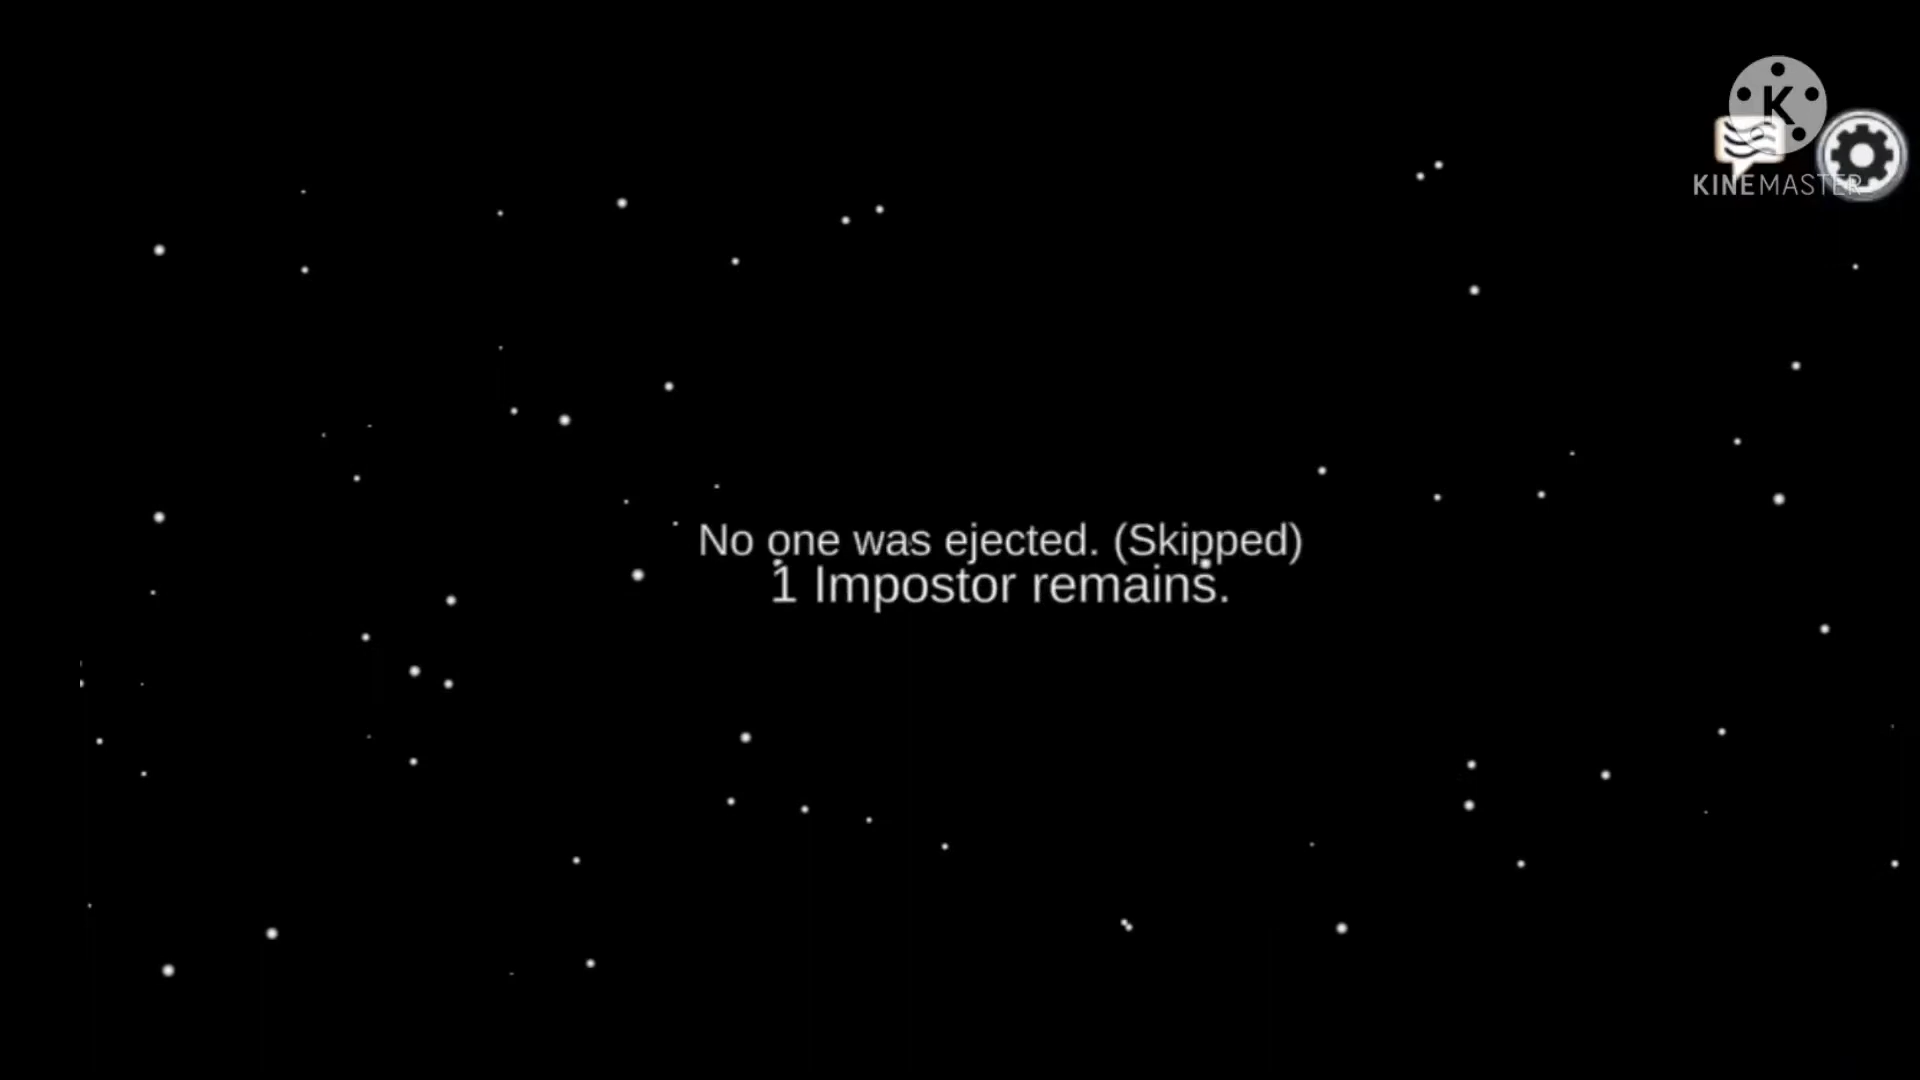 K
KINEMASTER
No one was ejected. (Skipped)
1 Impostor remains.